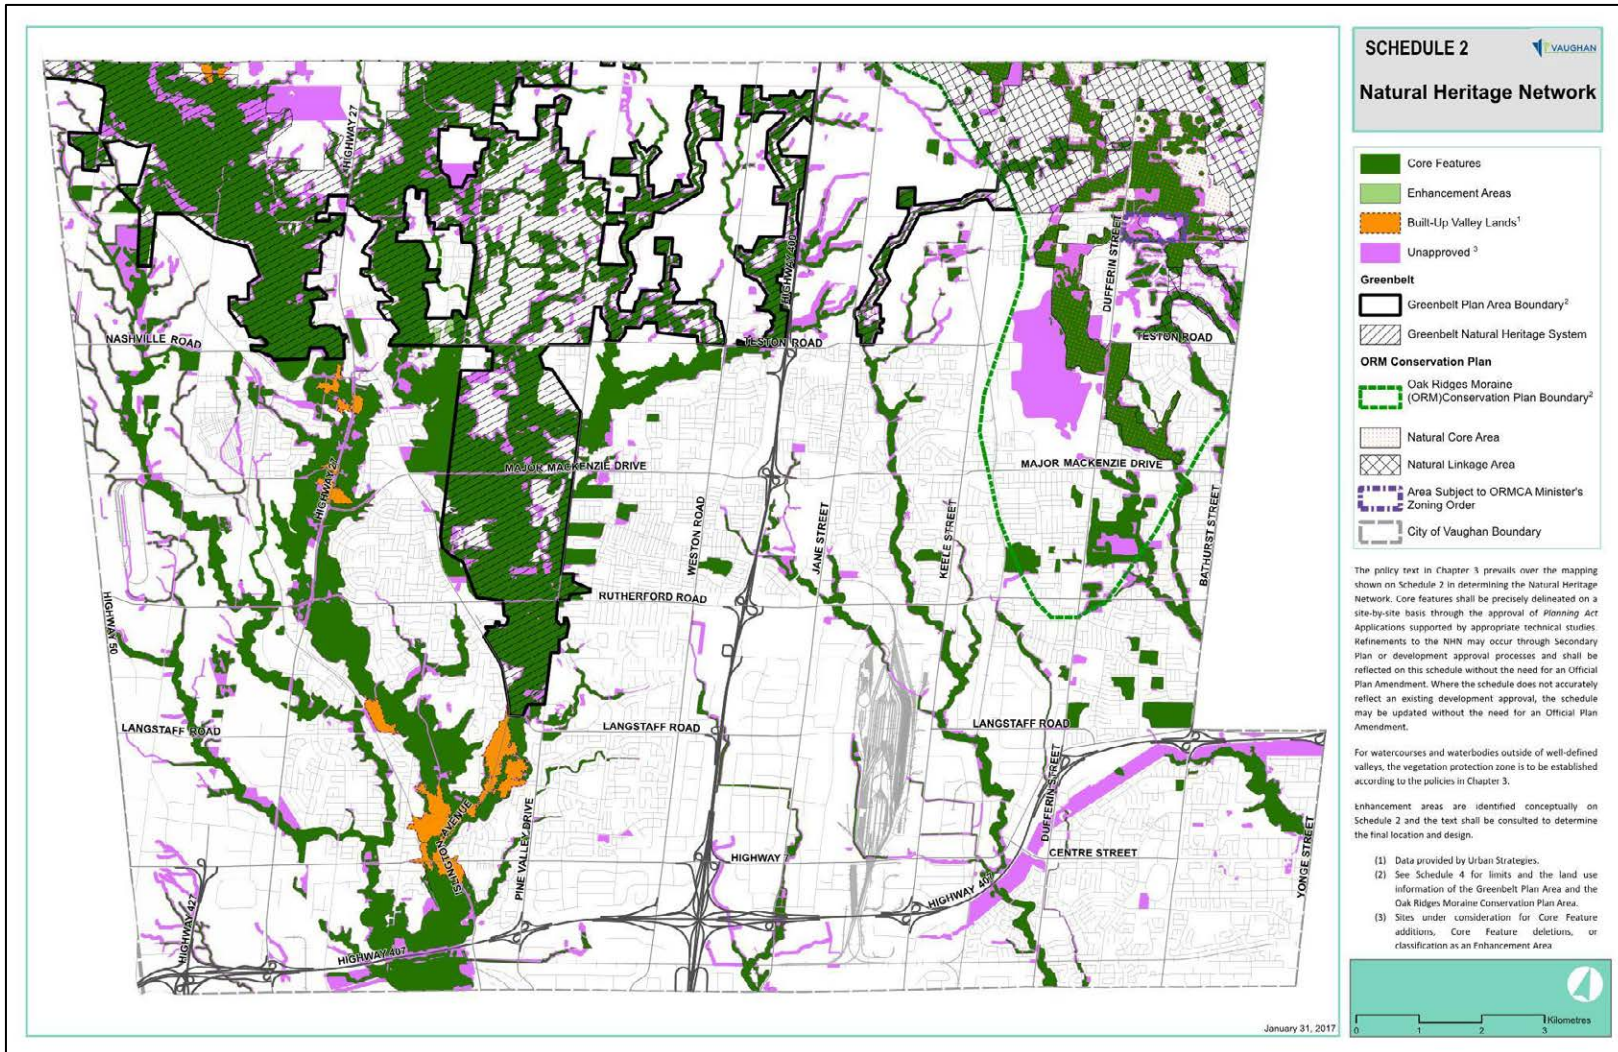 SCHEDULE 2
VAUGHAN
Natural Heritage Network
Core Features
Enhancement Areas
Built-Up Valley Lands1
Unapproved 3
Greenbelt
Greenbelt Plan Area Boundary2
Greenbelt Natural Heritage System
ORM Conservation Plan
Oak Ridges Moraine
(ORM)Conservation Plan Boundary2
Natural Core Area
Natural Linkage Area
Area Subject to ORMCA Minister's
Zoning Order
City of Vaughan Boundary
The policy text in Chapter 3 prevails over the mapping
shown on Schedule 2 in determining the Natural Heritage
Network. Core features shall be precisely delineated on a
site-by-site basis through the approval of Planning Act
Applications supported by appropriate technical studies.
Refinements to the NHN may occur through Secondary
Plan or development approval processes and shall be
reflected on this schedule without the need for an Official
Plan Amendment. Where the schedule does not accurately
reflect an existing development approval, the schedule
may be updated without the need for an Official Plan
Amendment.
For watercourses and waterbodies outside of well-defined
valleys, the vegetation protection zone is to be established
according to the policies in Chapter 3.
Enhancement areas are identified conceptually on
Schedule 2 and the text shall be consulted to determine
the final location and design.
(1) Data provided by Urban Strategies.
(2) See Schedule 4 for limits and the land use
information of the Greenbelt Plan Area and the
Oak Ridges Moraine Conservation Plan Area.
(3) Sites under consideration for Core Feature
additions, Core Feature deletions, or
classification as an Enhancement Area
Kilometres
0 1 2 3
January 31, 2017
HIGHWAY 27
HIGHWAY 400
DUFFERIN STREET
NASHVILLE ROAD
TESTON ROAD
TESTON ROAD
MAJOR MACKENZIE DRIVE
MAJOR MACKENZIE DRIVE
HIGHWAY 27
WESTON ROAD
JANE STREET
KEELE STREET
BATHURST STREET
HIGHWAY 50
RUTHERFORD ROAD
LANGSTAFF ROAD
LANGSTAFF ROAD
LANGSTAFF ROAD
ISLINGTON AVENUE
PINE VALLEY DRIVE
DUFFERIN STREET
HIGHWAY 7
CENTRE STREET
YONGE STREET
HIGHWAY 427
HIGHWAY 407
HIGHWAY 407